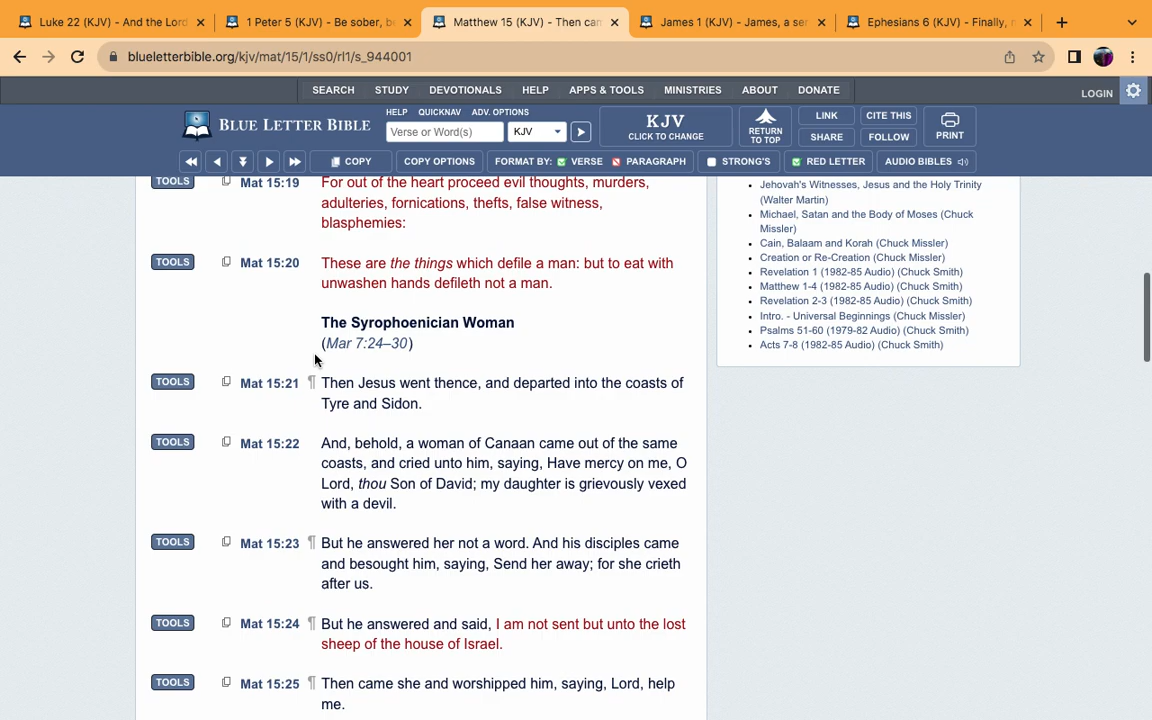 Luke 22 (KJV) - And the Lord
1 Peter 5 (KJV) - Be sober, be
Matthew 15 (KJV) - Then can
James 1 (KJV) - James, a ser
Ephesians 6 (KJV) - Finally, n
blueletterbible.org/kjv/mat/15/1/ss0/rl1/s_944001
SEARCH STUDY DEVOTIONALS HELP APPS & TOOLS MINISTRIES ABOUT DONATE LOGIN
BLUE LETTER BIBLE
HELP QUICKNAV ADV. OPTIONS
Verse or Word(s) KJV
KJV
CLICK TO CHANGE
RETURN
TO TOP
LINK CITE THIS
SHARE FOLLOW
PRINT
COPY COPY OPTIONS FORMAT BY: VERSE PARAGRAPH STRONG'S RED LETTER AUDIO BIBLES
TOOLS Mat 15:19 For out of the heart proceed evil thoughts, murders,
adulteries, fornications, thefts, false witness,
blasphemies:
TOOLS Mat 15:20 These are the things which defile a man: but to eat with
unwashen hands defileth not a man.
The Syrophoenician Woman
(Mar 7:24–30)
TOOLS Mat 15:21 ¶ Then Jesus went thence, and departed into the coasts of
Tyre and Sidon.
TOOLS Mat 15:22 And, behold, a woman of Canaan came out of the same
coasts, and cried unto him, saying, Have mercy on me, O
Lord, thou Son of David; my daughter is grievously vexed
with a devil.
TOOLS Mat 15:23 ¶ But he answered her not a word. And his disciples came
and besought him, saying, Send her away; for she crieth
after us.
TOOLS Mat 15:24 ¶ But he answered and said, I am not sent but unto the lost
sheep of the house of Israel.
TOOLS Mat 15:25 ¶ Then came she and worshipped him, saying, Lord, help
me.
Jehovah's Witnesses, Jesus and the Holy Trinity
(Walter Martin)
Michael, Satan and the Body of Moses (Chuck
Missler)
Cain, Balaam and Korah (Chuck Missler)
Creation or Re-Creation (Chuck Missler)
Revelation 1 (1982-85 Audio) (Chuck Smith)
Matthew 1-4 (1982-85 Audio) (Chuck Smith)
Revelation 2-3 (1982-85 Audio) (Chuck Smith)
Intro. - Universal Beginnings (Chuck Missler)
Psalms 51-60 (1979-82 Audio) (Chuck Smith)
Acts 7-8 (1982-85 Audio) (Chuck Smith)